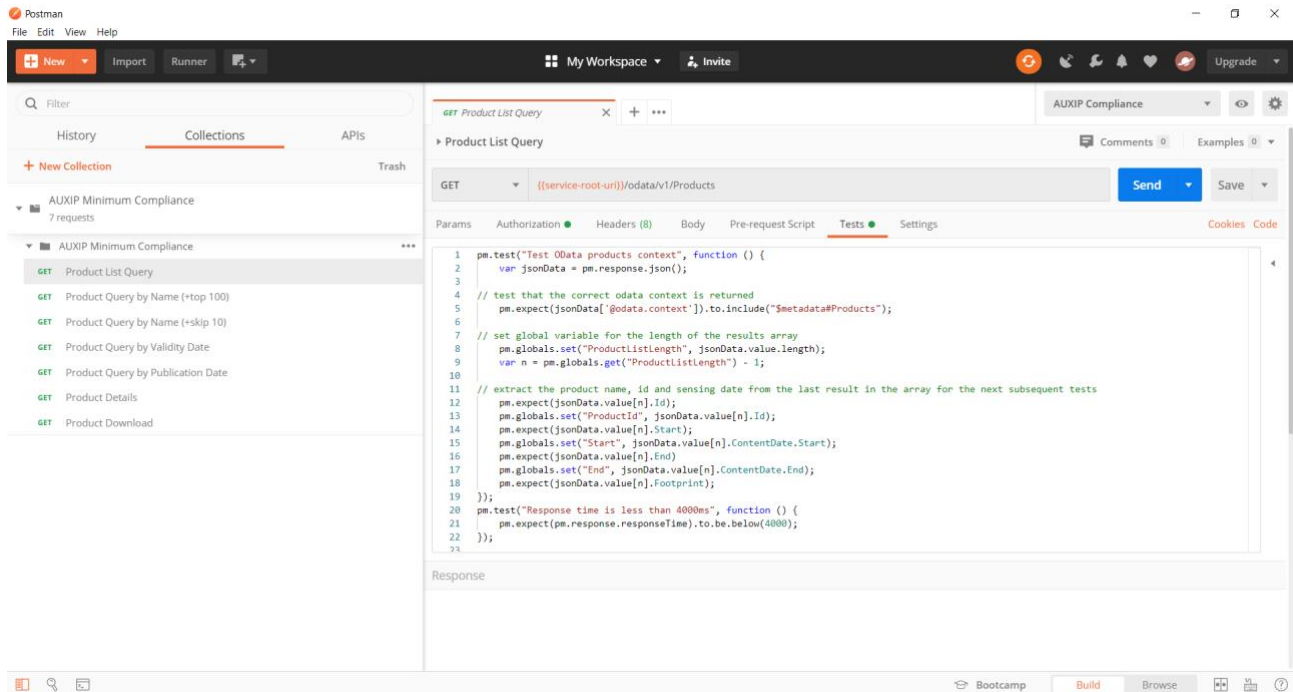 Postman
File Edit View Help
New Import Runner My Workspace Invite Upgrade
Filter
History Collections APIs
+ New Collection Trash
AUXIP Minimum Compliance
7 requests
AUXIP Minimum Compliance
GET Product List Query
GET Product Query by Name (+top 100)
GET Product Query by Name (+skip 10)
GET Product Query by Validity Date
GET Product Query by Publication Date
GET Product Details
GET Product Download
GET Product List Query X + ••• AUXIP Compliance
Product List Query Comments 0 Examples 0
GET {{service-root-uri}}/odata/v1/Products Send Save
Params Authorization Headers (8) Body Pre-request Script Tests Settings Cookies Code
1 pm.test("Test OData products context", function () {
2 var jsonData = pm.response.json();
3
4 // test that the correct odata context is returned
5 pm.expect(jsonData['@odata.context']).to.include("$metadata#Products");
6
7 // set global variable for the length of the results array
8 pm.globals.set("ProductListLength", jsonData.value.length);
9 var n = pm.globals.get("ProductListLength") - 1;
10
11 // extract the product name, id and sensing date from the last result in the array for the next subsequent tests
12 pm.expect(jsonData.value[n].Id);
13 pm.globals.set("ProductId", jsonData.value[n].Id);
14 pm.expect(jsonData.value[n].Start);
15 pm.globals.set("Start", jsonData.value[n].ContentDate.Start);
16 pm.expect(jsonData.value[n].End)
17 pm.globals.set("End", jsonData.value[n].ContentDate.End);
18 pm.expect(jsonData.value[n].Footprint);
19 });
20 pm.test("Response time is less than 4000ms", function () {
21 pm.expect(pm.response.responseTime).to.be.below(4000);
22 });
23
Response
Bootcamp Build Browse